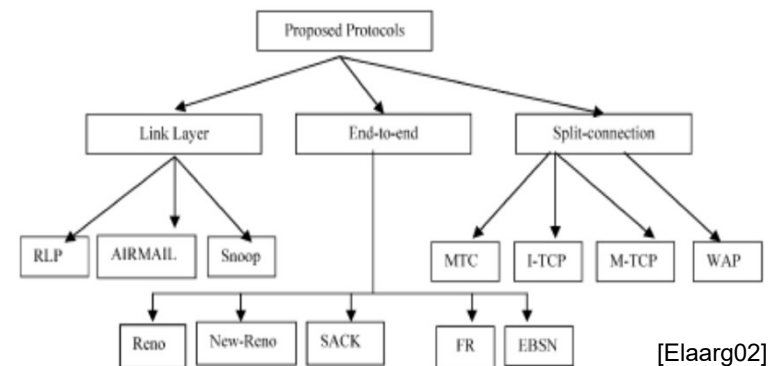 Proposed Protocols
Link Layer
End-to-end
Split-connection
RLP
AIRMAIL
Snoop
MTC
I-TCP
M-TCP
WAP
Reno
New-Reno
SACK
FR
EBSN
[Elaarg02]